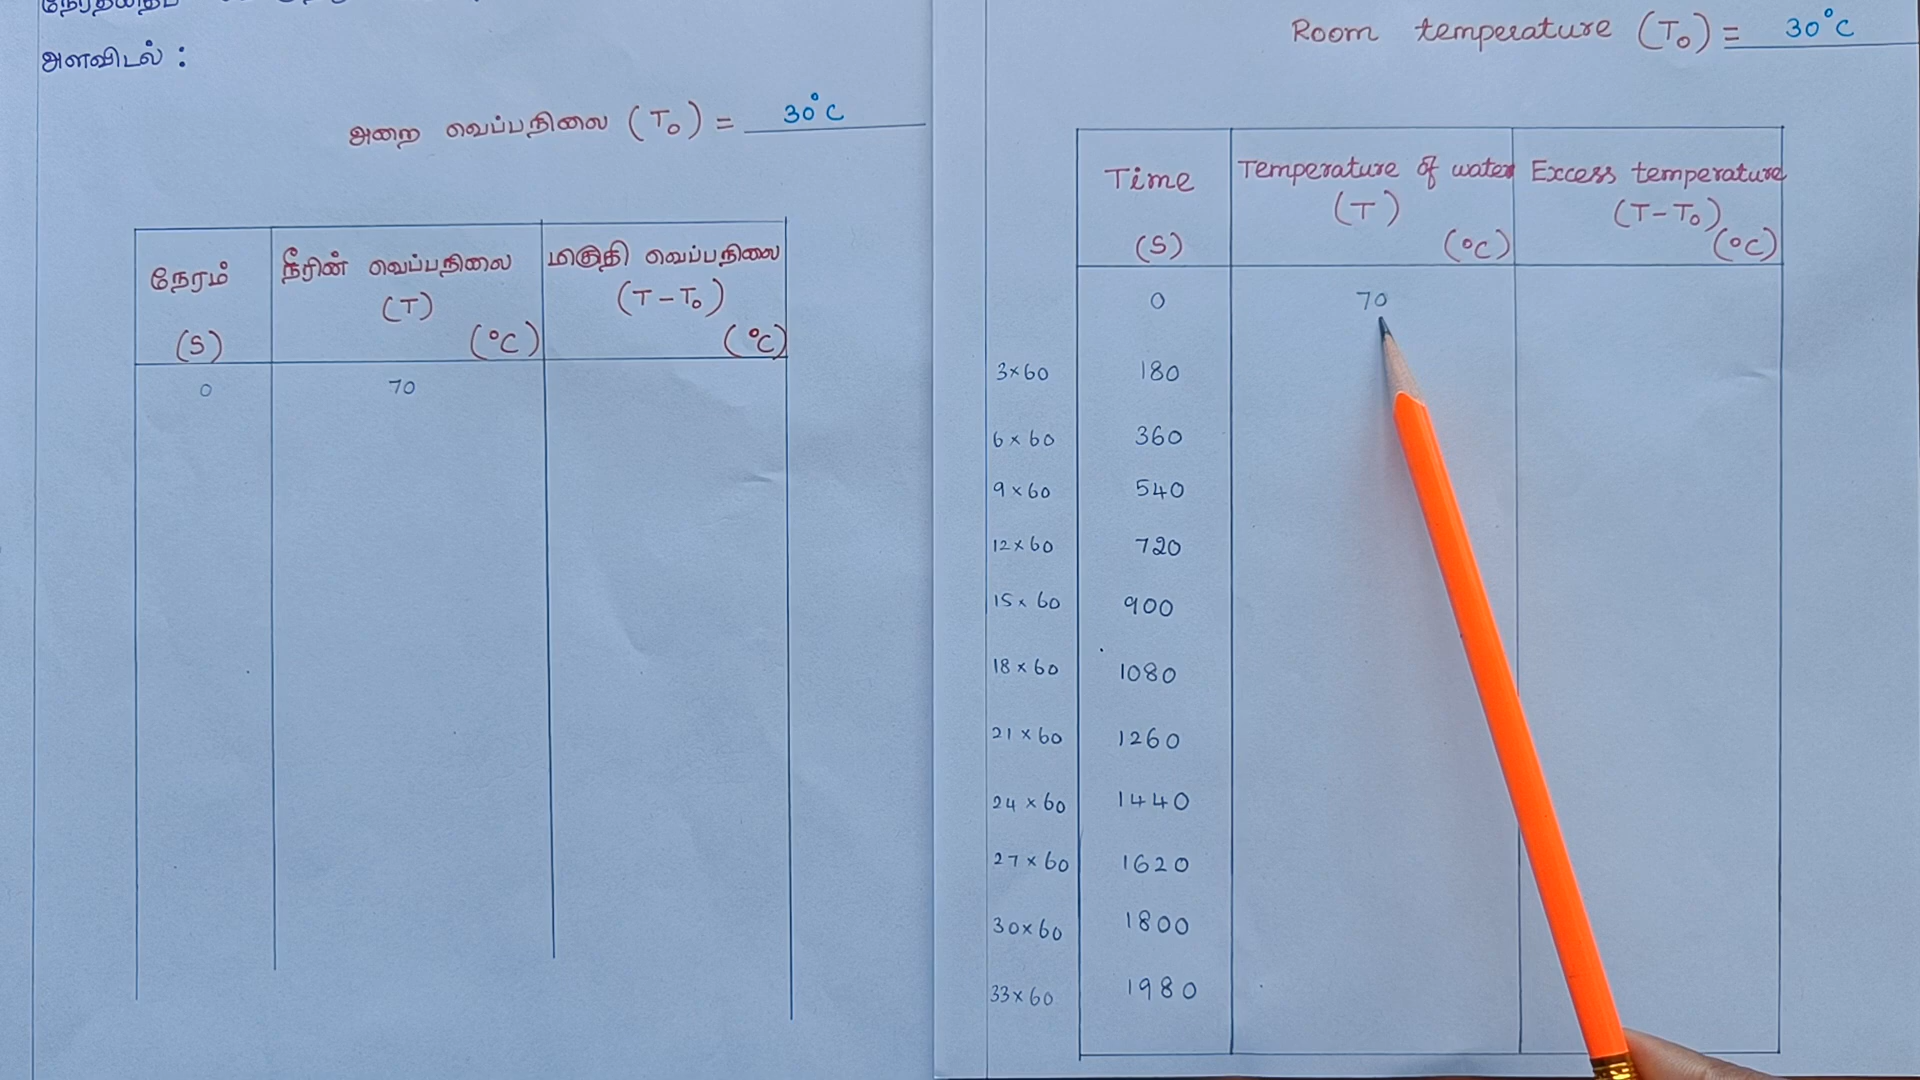 அளவிடல் :
அறை வெப்பநிலை (T₀) = 30°C
நேரம் (S)
நீரின் வெப்பநிலை (T) (°C)
மிகுதி வெப்பநிலை (T-T₀) (°C)
0 70
Room temperature (T₀) = 30°C
Time (S)
Temperature of water (T) (°C)
Excess temperature (T-T₀) (°C)
0 70
3×60 180
6×60 360
9×60 540
12×60 720
15×60 900
18×60 1080
21×60 1260
24×60 1440
27×60 1620
30×60 1800
33×60 1980